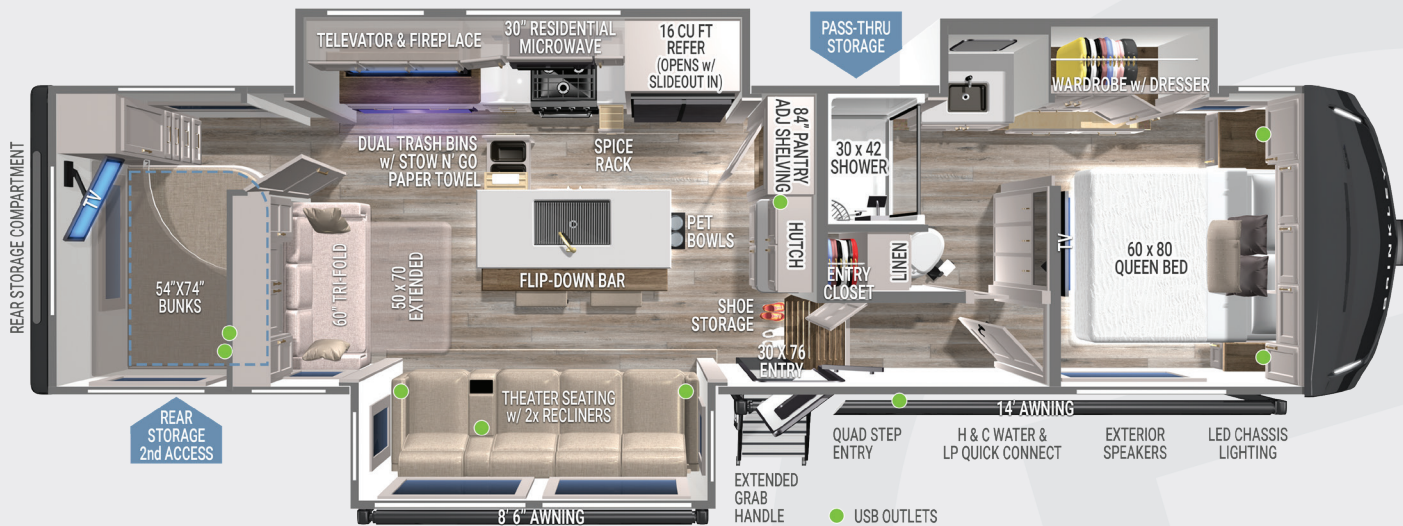 REAR STORAGE COMPARTMENT
TV
54"X74"
BUNKS
REAR
STORAGE
2nd ACCESS
TELEVATOR & FIREPLACE
30" RESIDENTIAL
MICROWAVE
16 CU FT
REFER
(OPENS w/
SLIDEOUT IN)
DUAL TRASH BINS
w/ STOW N' GO
PAPER TOWEL
SPICE
RACK
60" TRI-FOLD
50 x 70
EXTENDED
FLIP-DOWN BAR
PET
BOWLS
84" PANTRY
ADJ SHELVING
HUTCH
SHOE
STORAGE
30 X 76
ENTRY
THEATER SEATING
w/ 2x RECLINERS
8' 6" AWNING
PASS-THRU
STORAGE
30 x 42
SHOWER
ENTRY
CLOSET
LINEN
WARDROBE w/ DRESSER
TV
60 x 80
QUEEN BED
BRINKLEY
14' AWNING
EXTENDED
GRAB
HANDLE
QUAD STEP
ENTRY
H & C WATER &
LP QUICK CONNECT
EXTERIOR
SPEAKERS
LED CHASSIS
LIGHTING
USB OUTLETS